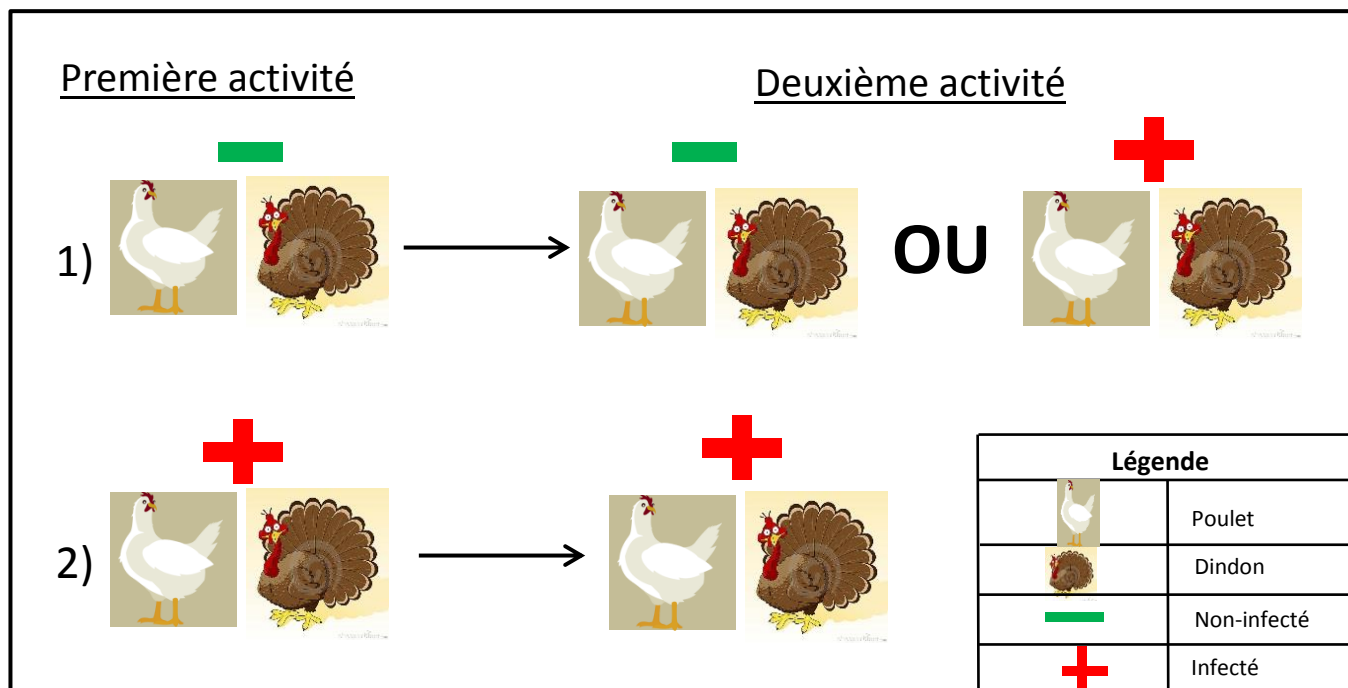 Première activité
Deuxième activité
1)
OU
2)
Légende
Poulet
Dindon
Non-infecté
Infecté